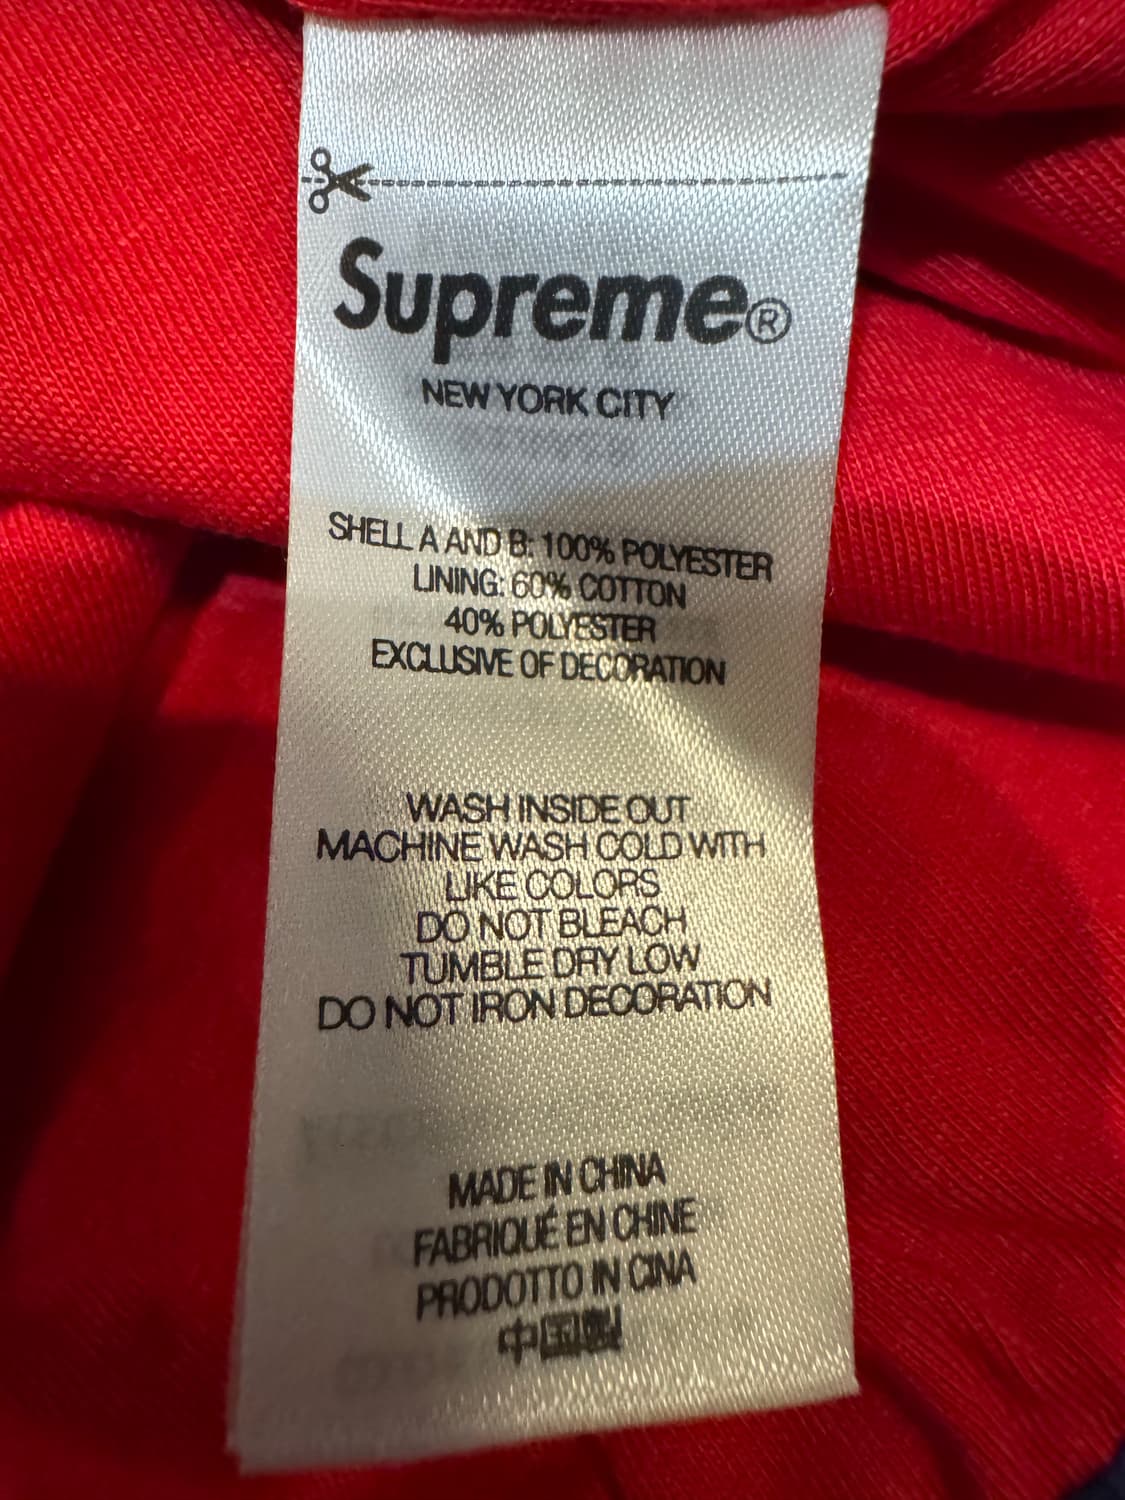 Supreme®
NEW YORK CITY
SHELL A AND B: 100% POLYESTER
LINING: 60% COTTON
40% POLYESTER
EXCLUSIVE OF DECORATION
WASH INSIDE OUT
MACHINE WASH COLD WITH
LIKE COLORS
DO NOT BLEACH
TUMBLE DRY LOW
DO NOT IRON DECORATION
MADE IN CHINA
FABRIQUÉ EN CHINE
PRODOTTO IN CINA
中国製